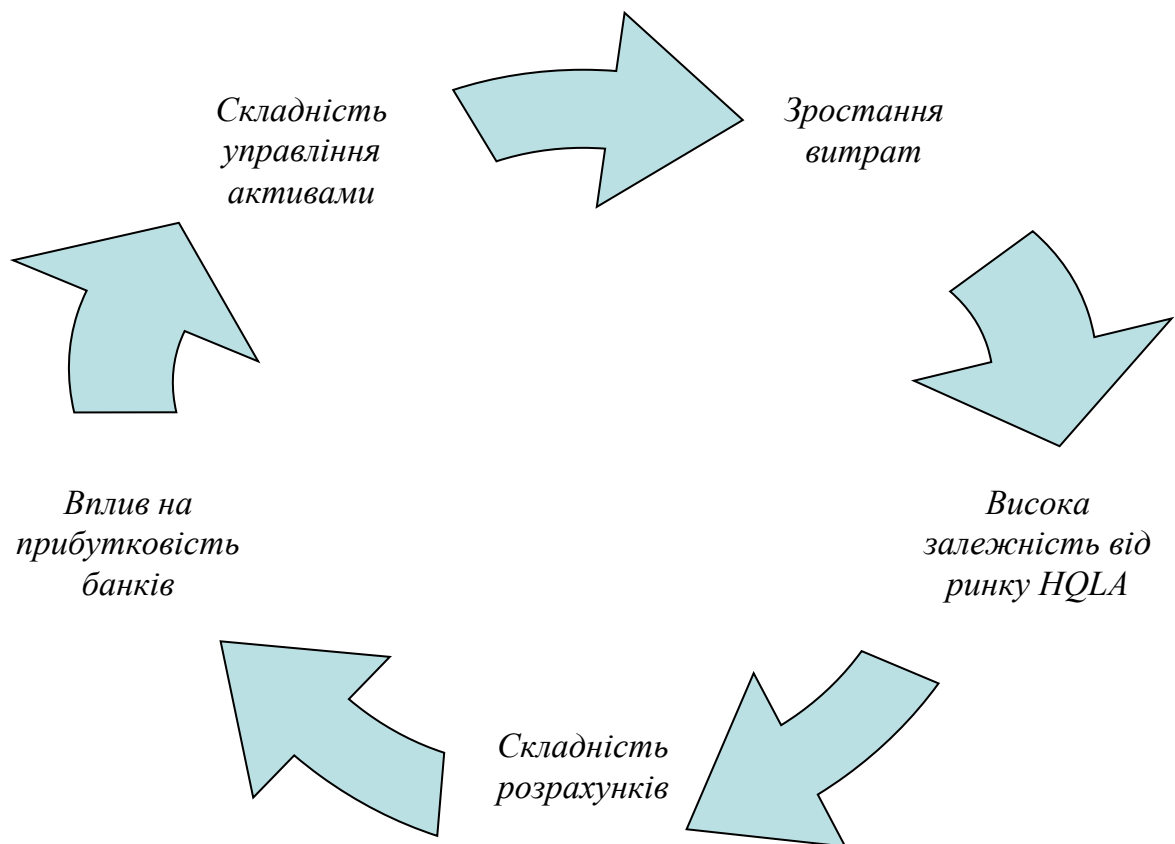 Складність
управління
активами
Зростання
витрат
Висока
залежність від
ринку HQLA
Складність
розрахунків
Вплив на
прибутковість
банків